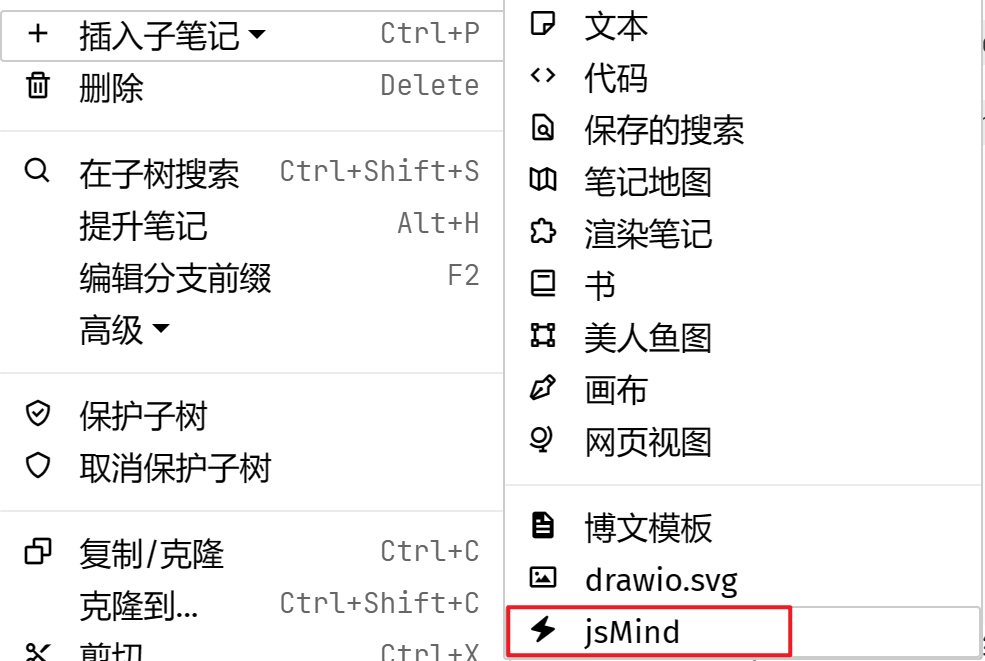 插入子笔记 Ctrl+P
删除 Delete
在子树搜索 Ctrl+Shift+S
提升笔记 Alt+H
编辑分支前缀 F2
高级
保护子树
取消保护子树
复制/克隆 Ctrl+C
克隆到... Ctrl+Shift+C
剪切 Ctrl+X
文本
代码
保存的搜索
笔记地图
渲染笔记
书
美人鱼图
画布
网页视图
博文模板
drawio.svg
jsMind